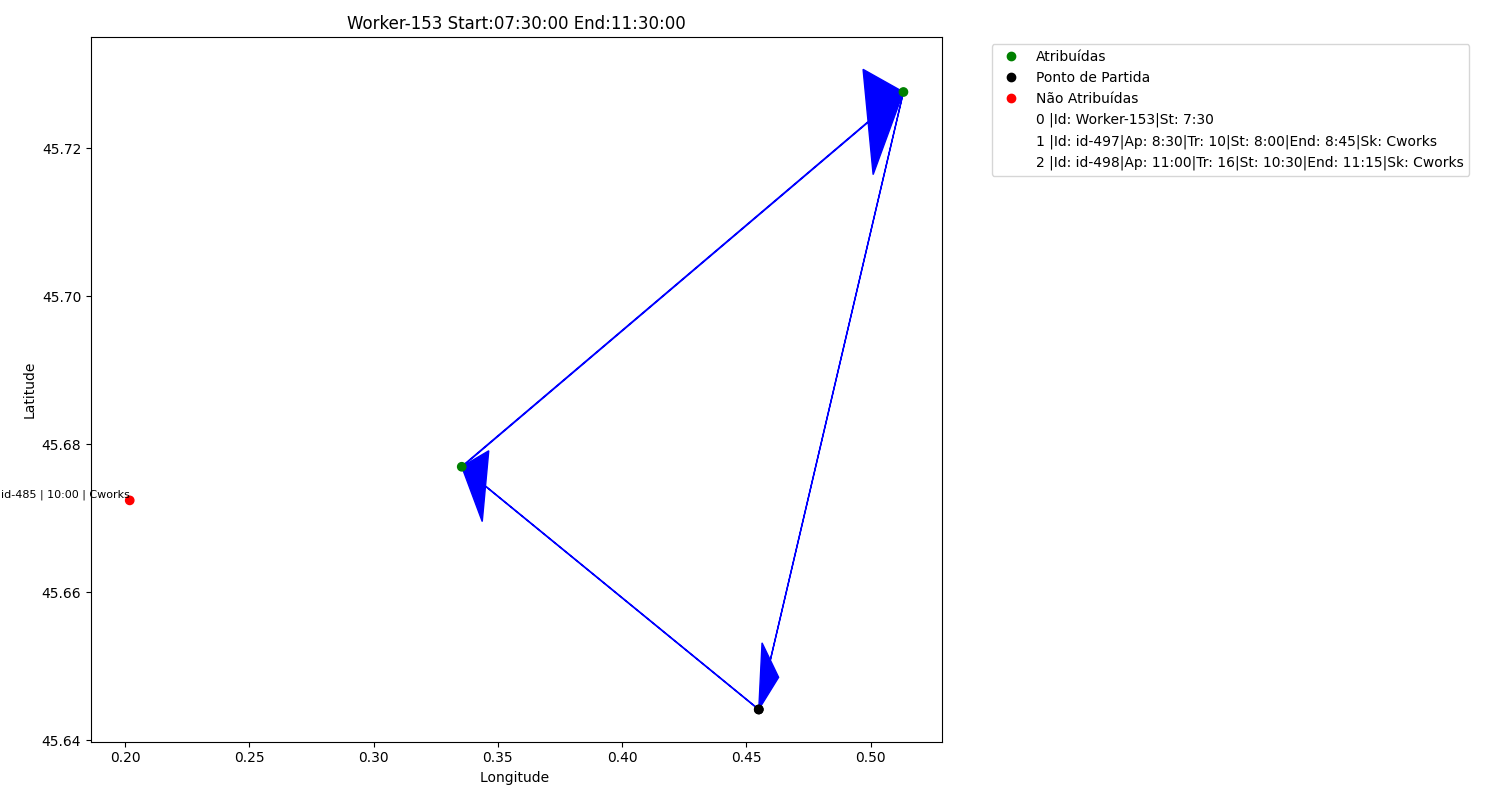 Worker-153 Start:07:30:00 End:11:30:00
Atribuídas
Ponto de Partida
Não Atribuídas
0 |Id: Worker-153|St: 7:30
1 |Id: id-497|Ap: 8:30|Tr: 10|St: 8:00|End: 8:45|Sk: Cworks
2 |Id: id-498|Ap: 11:00|Tr: 16|St: 10:30|End: 11:15|Sk: Cworks
45.72
45.70
45.68
45.66
45.64
Latitude
id-485 | 10:00 | Cworks
0.20
0.25
0.30
0.35
0.40
0.45
0.50
Longitude